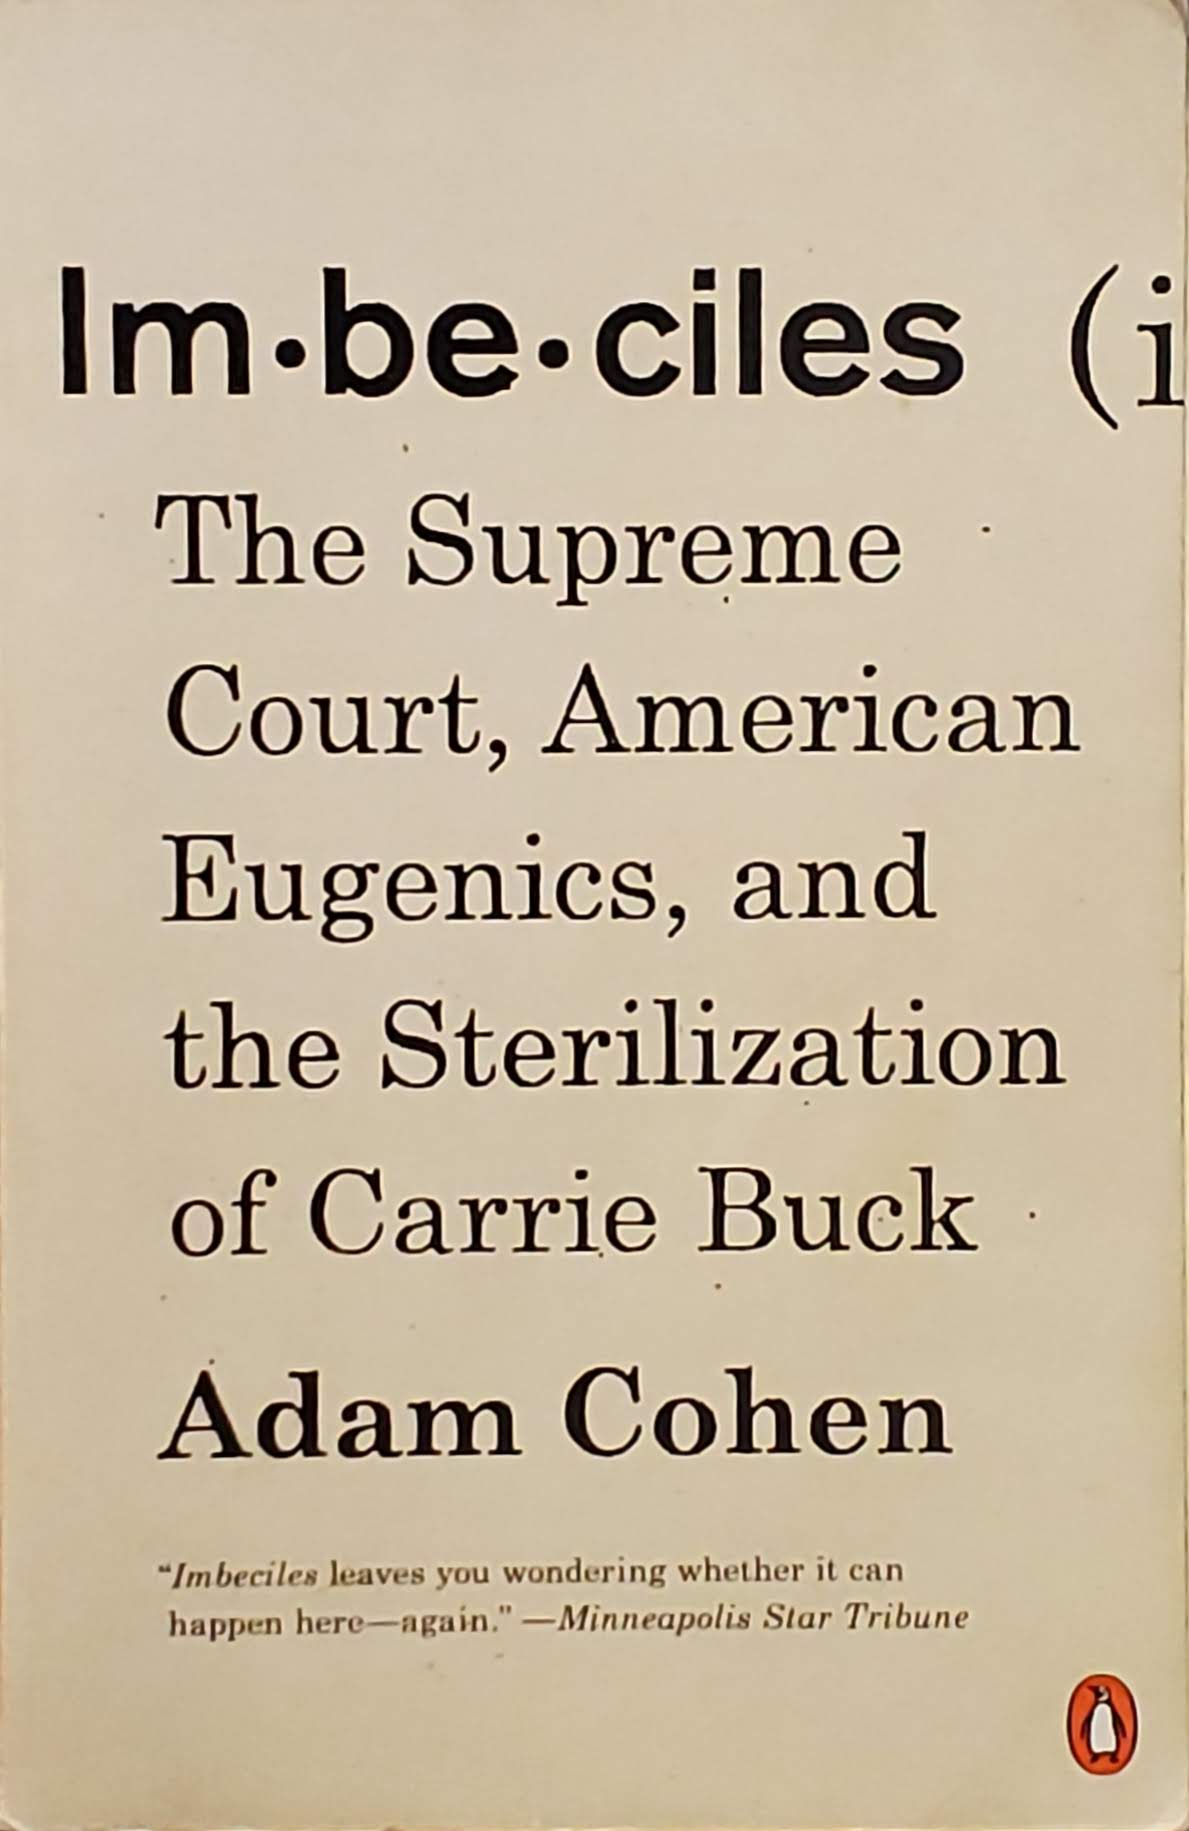 Im·be·ciles (i
The Supreme
Court, American
Eugenics, and
the Sterilization
of Carrie Buck
Adam Cohen
“Imbeciles leaves you wondering whether it can
happen here—again.” —Minneapolis Star Tribune